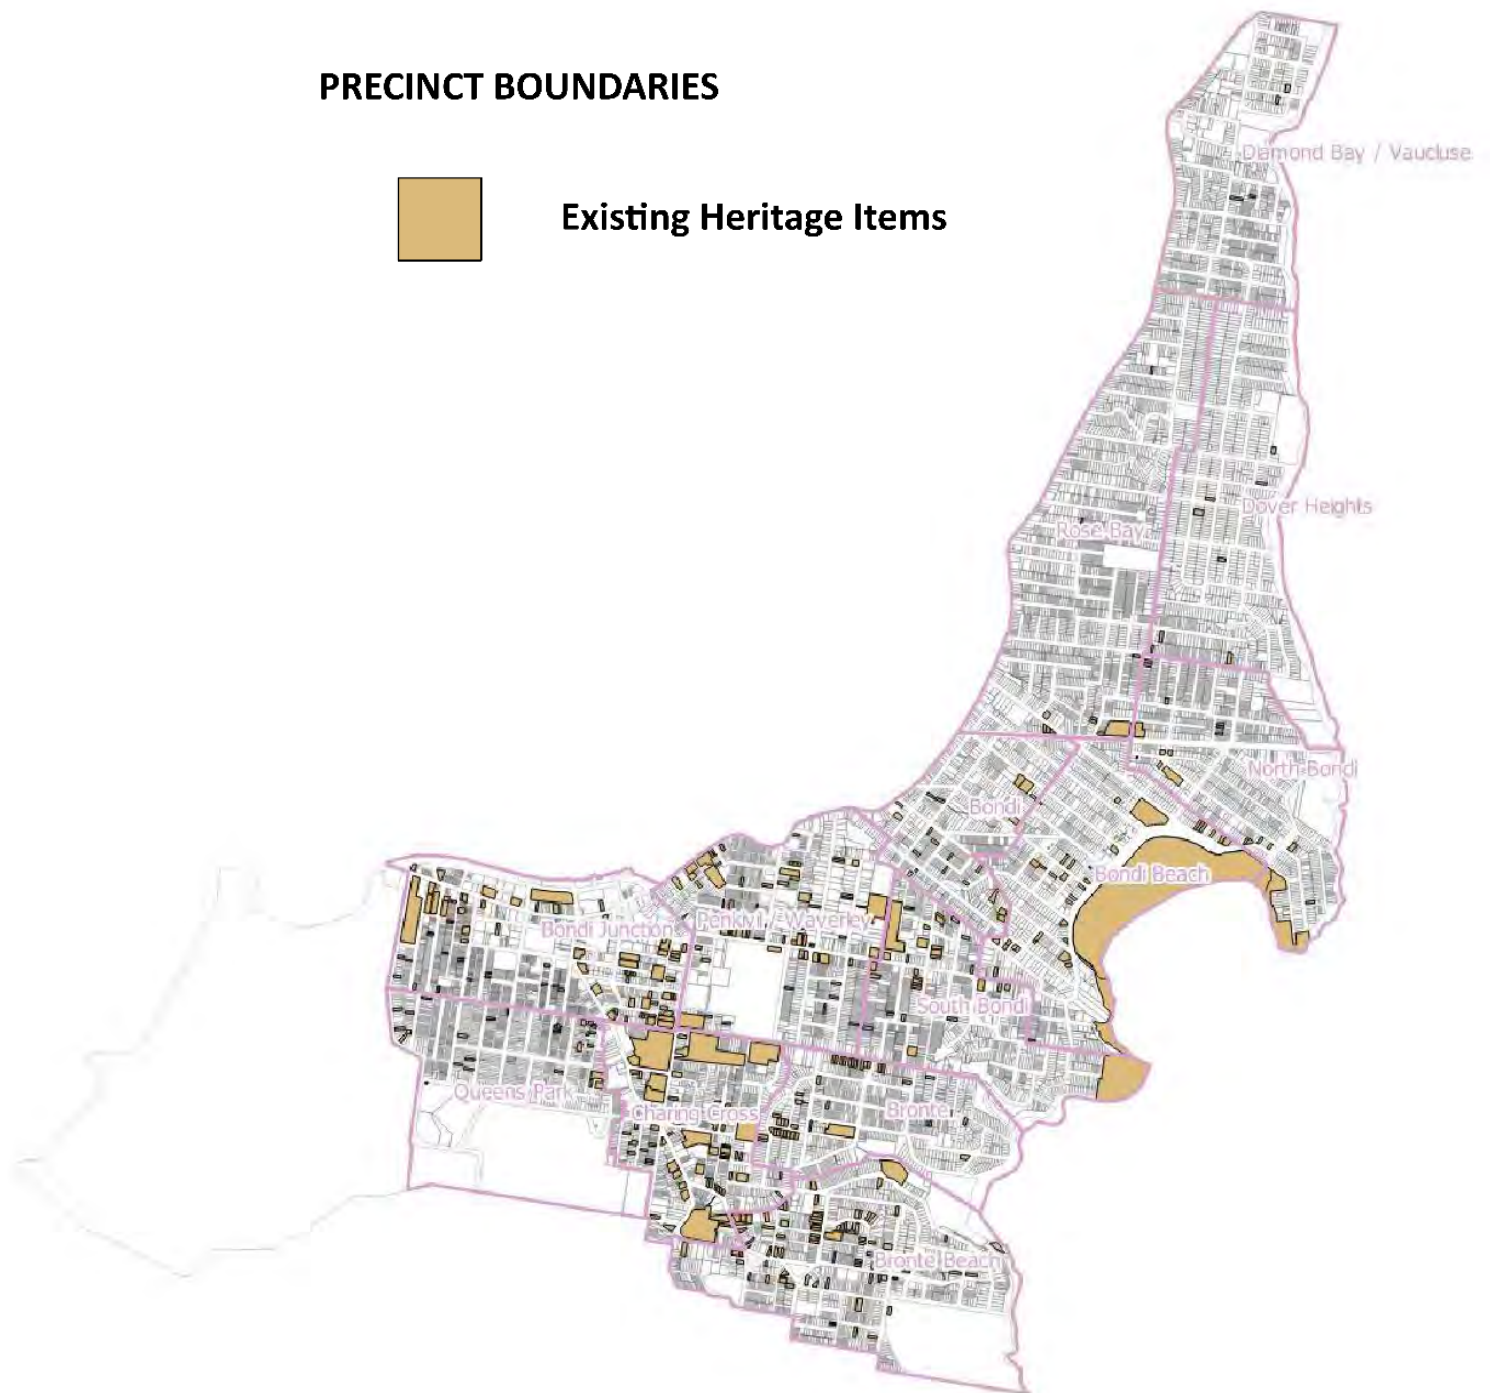 PRECINCT BOUNDARIES
Existing Heritage Items
Diamond Bay / Vaucluse
Dover Heights
Rose Bay
North Bondi
Bondi
Bondi Beach
Bondi Junction
Penkivil / Waverley
South Bondi
Queens Park
Charing Cross
Bronte
Bronte Beach